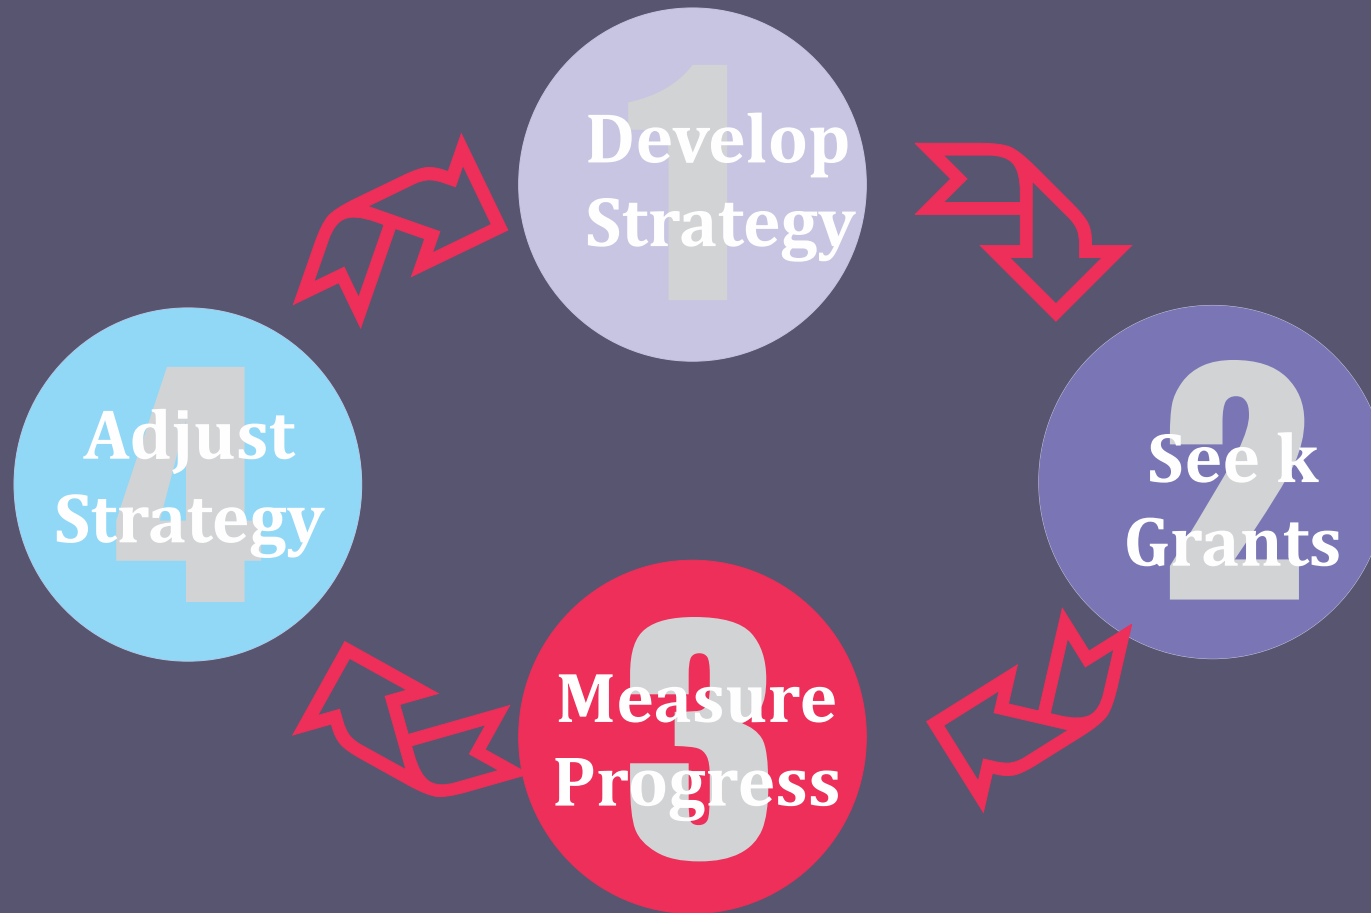 1
Develop
Strategy
2
See k
Grants
3
Measure
Progress
4
Adjust
Strategy